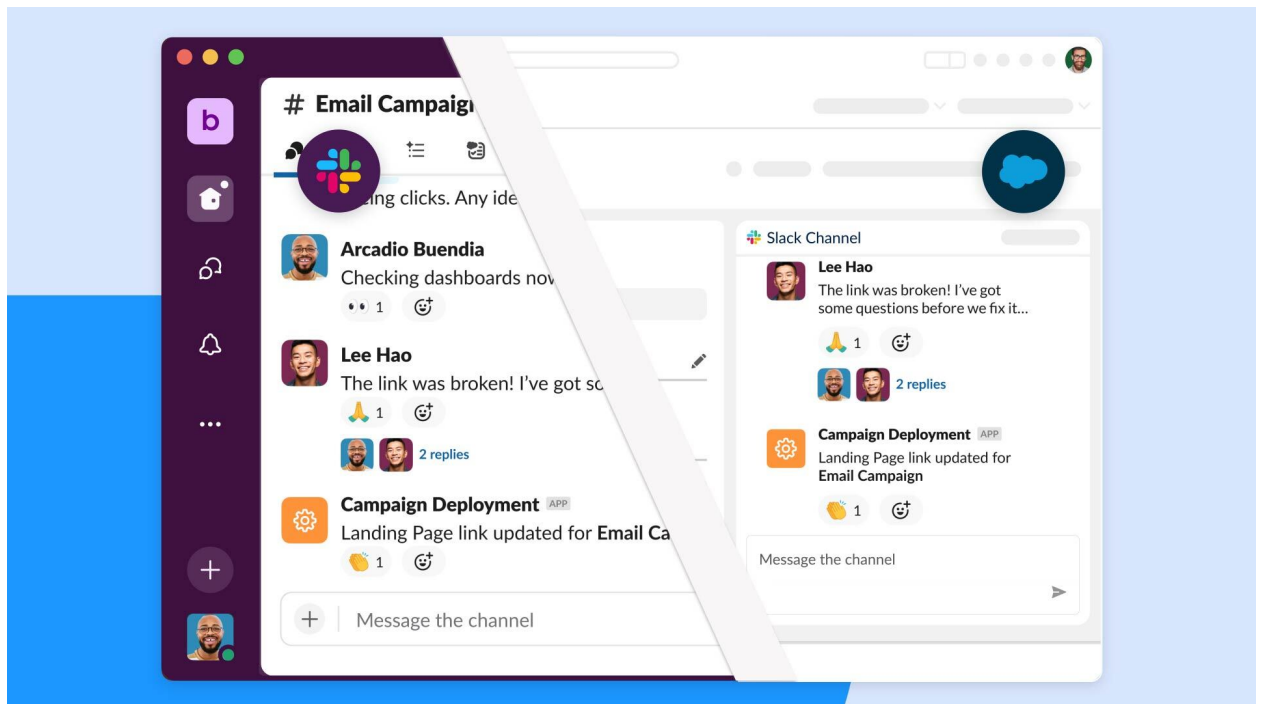 b
# Email Campaign
ing clicks. Any ide
Arcadio Buendia
Checking dashboards now
1
Lee Hao
The link was broken! I’ve got so
1
2 replies
Campaign Deployment APP
Landing Page link updated for Email Ca
1
Message the channel
Slack Channel
Lee Hao
The link was broken! I’ve got
some questions before we fix it...
1
2 replies
Campaign Deployment APP
Landing Page link updated for
Email Campaign
1
Message the channel